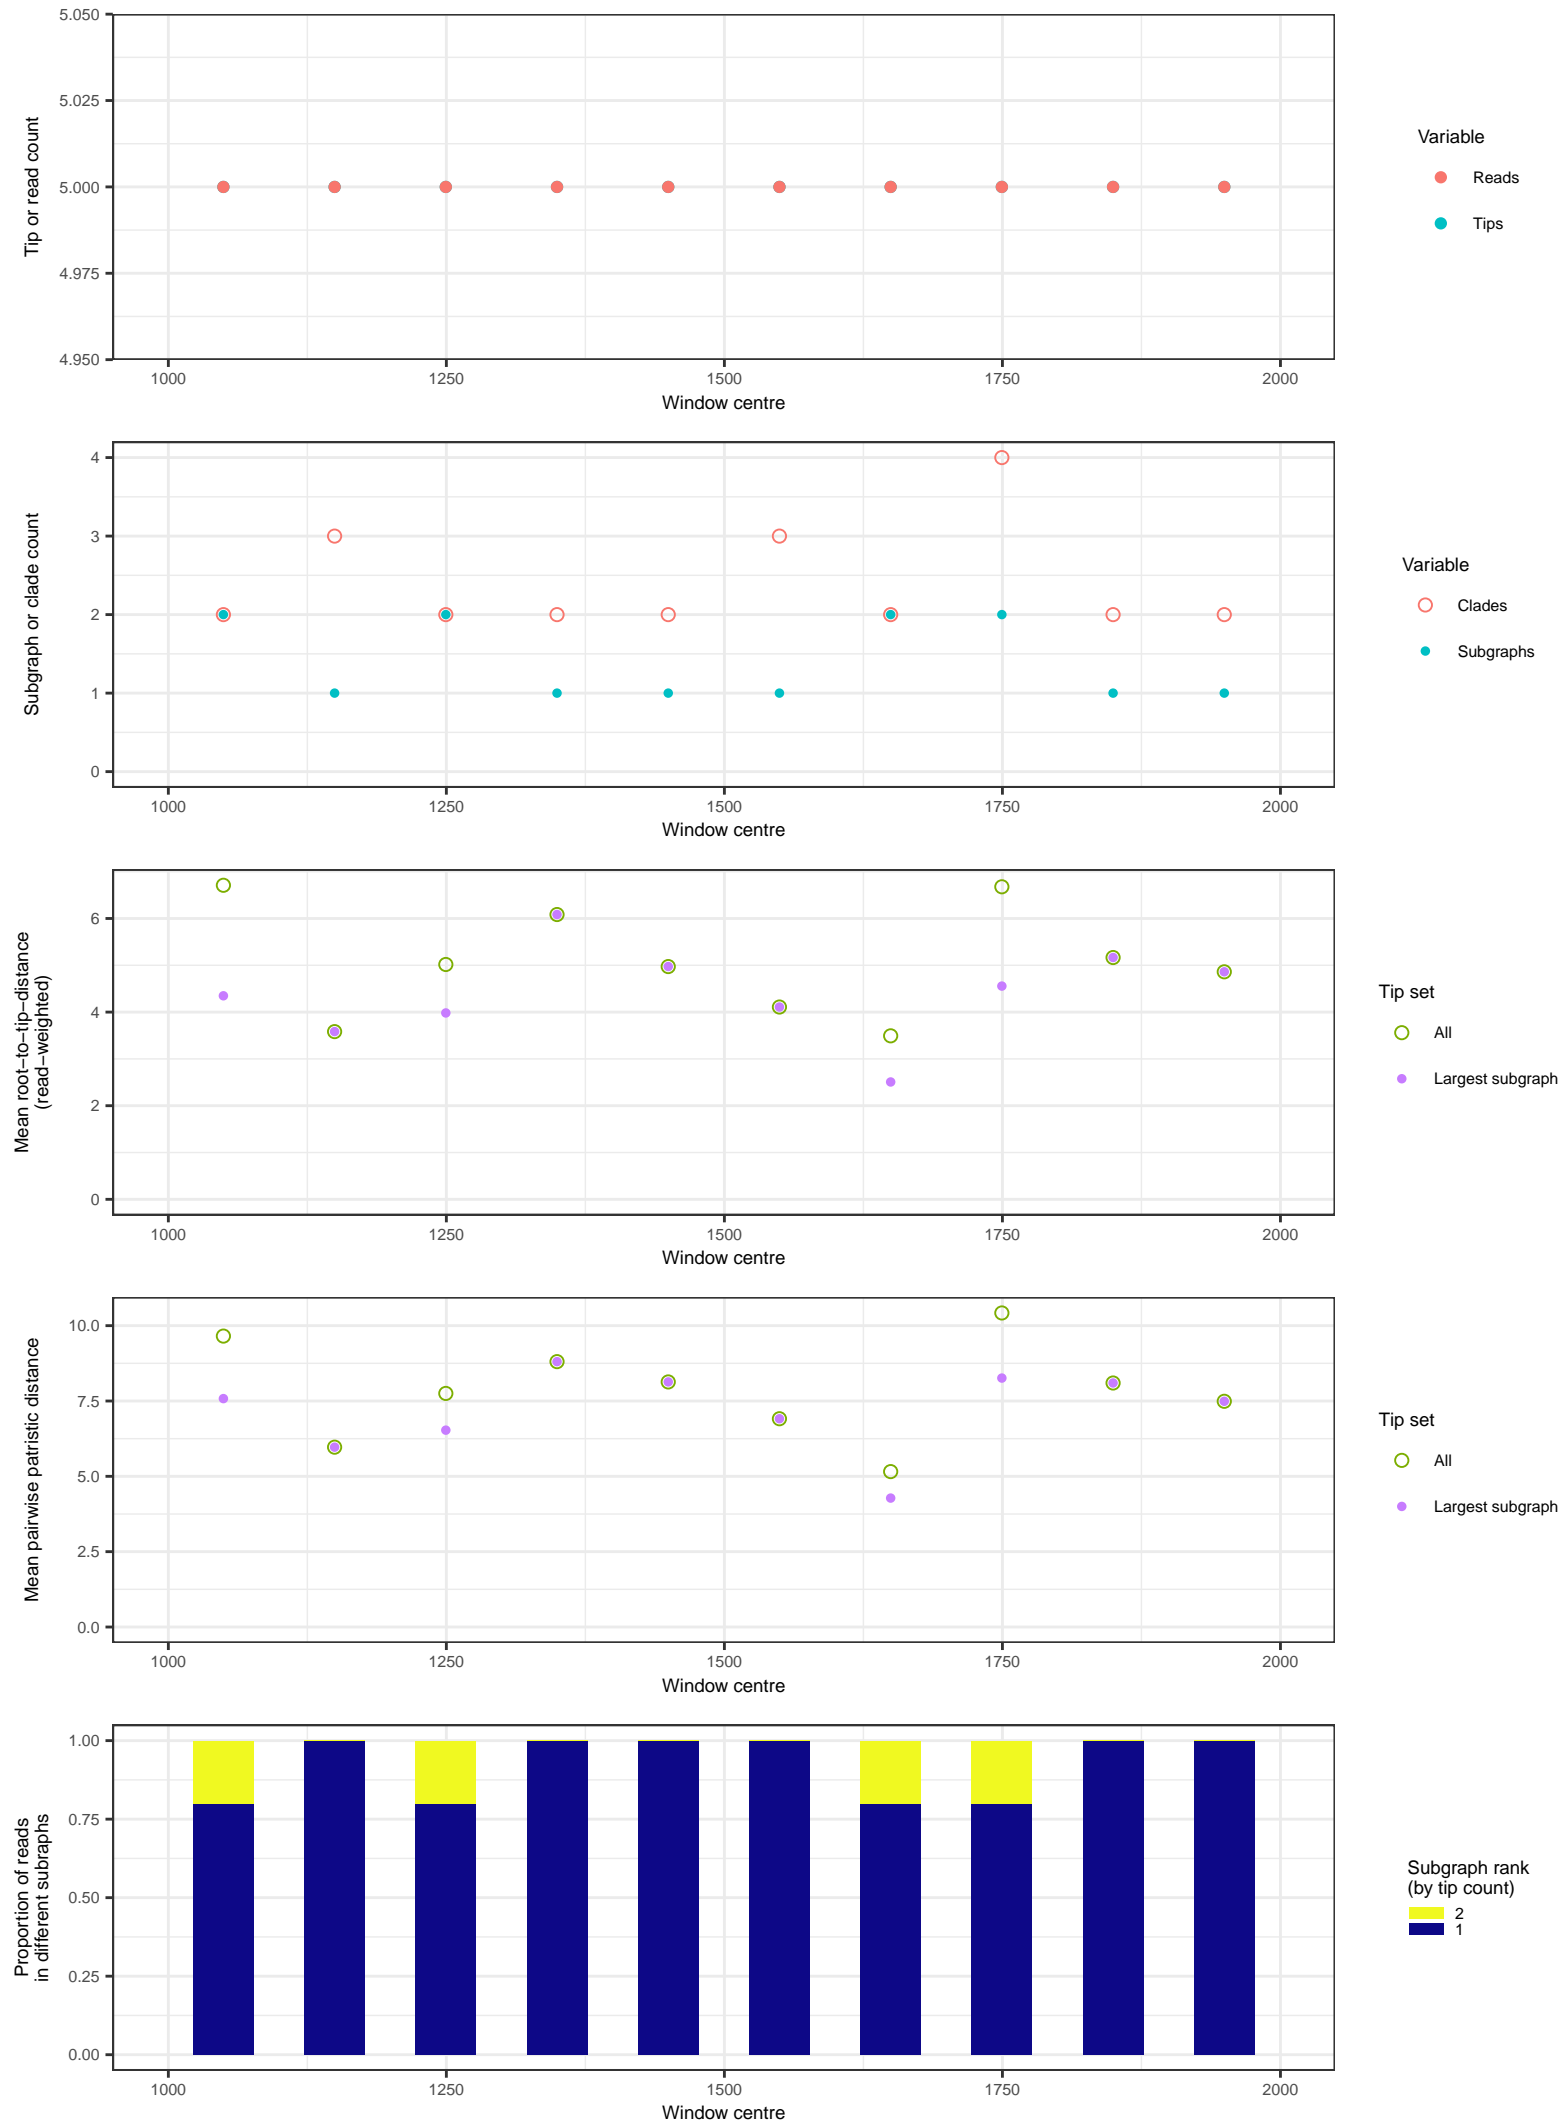 5.050
5.025
5.000
4.975
4.950
Tip or read count
1000
1250
1500
1750
2000
Window centre
Variable
Reads
Tips
4
3
2
1
0
Subgraph or clade count
1000
1250
1500
1750
2000
Window centre
Variable
Clades
Subgraphs
6
4
2
0
Mean root−to−tip−distance
(read−weighted)
1000
1250
1500
1750
2000
Window centre
Tip set
All
Largest subgraph
10.0
7.5
5.0
2.5
0.0
Mean pairwise patristic distance
1000
1250
1500
1750
2000
Window centre
Tip set
All
Largest subgraph
1.00
0.75
0.50
0.25
0.00
Proportion of reads
in different subraphs
1000
1250
1500
1750
2000
Window centre
Subgraph rank
(by tip count)
2
1